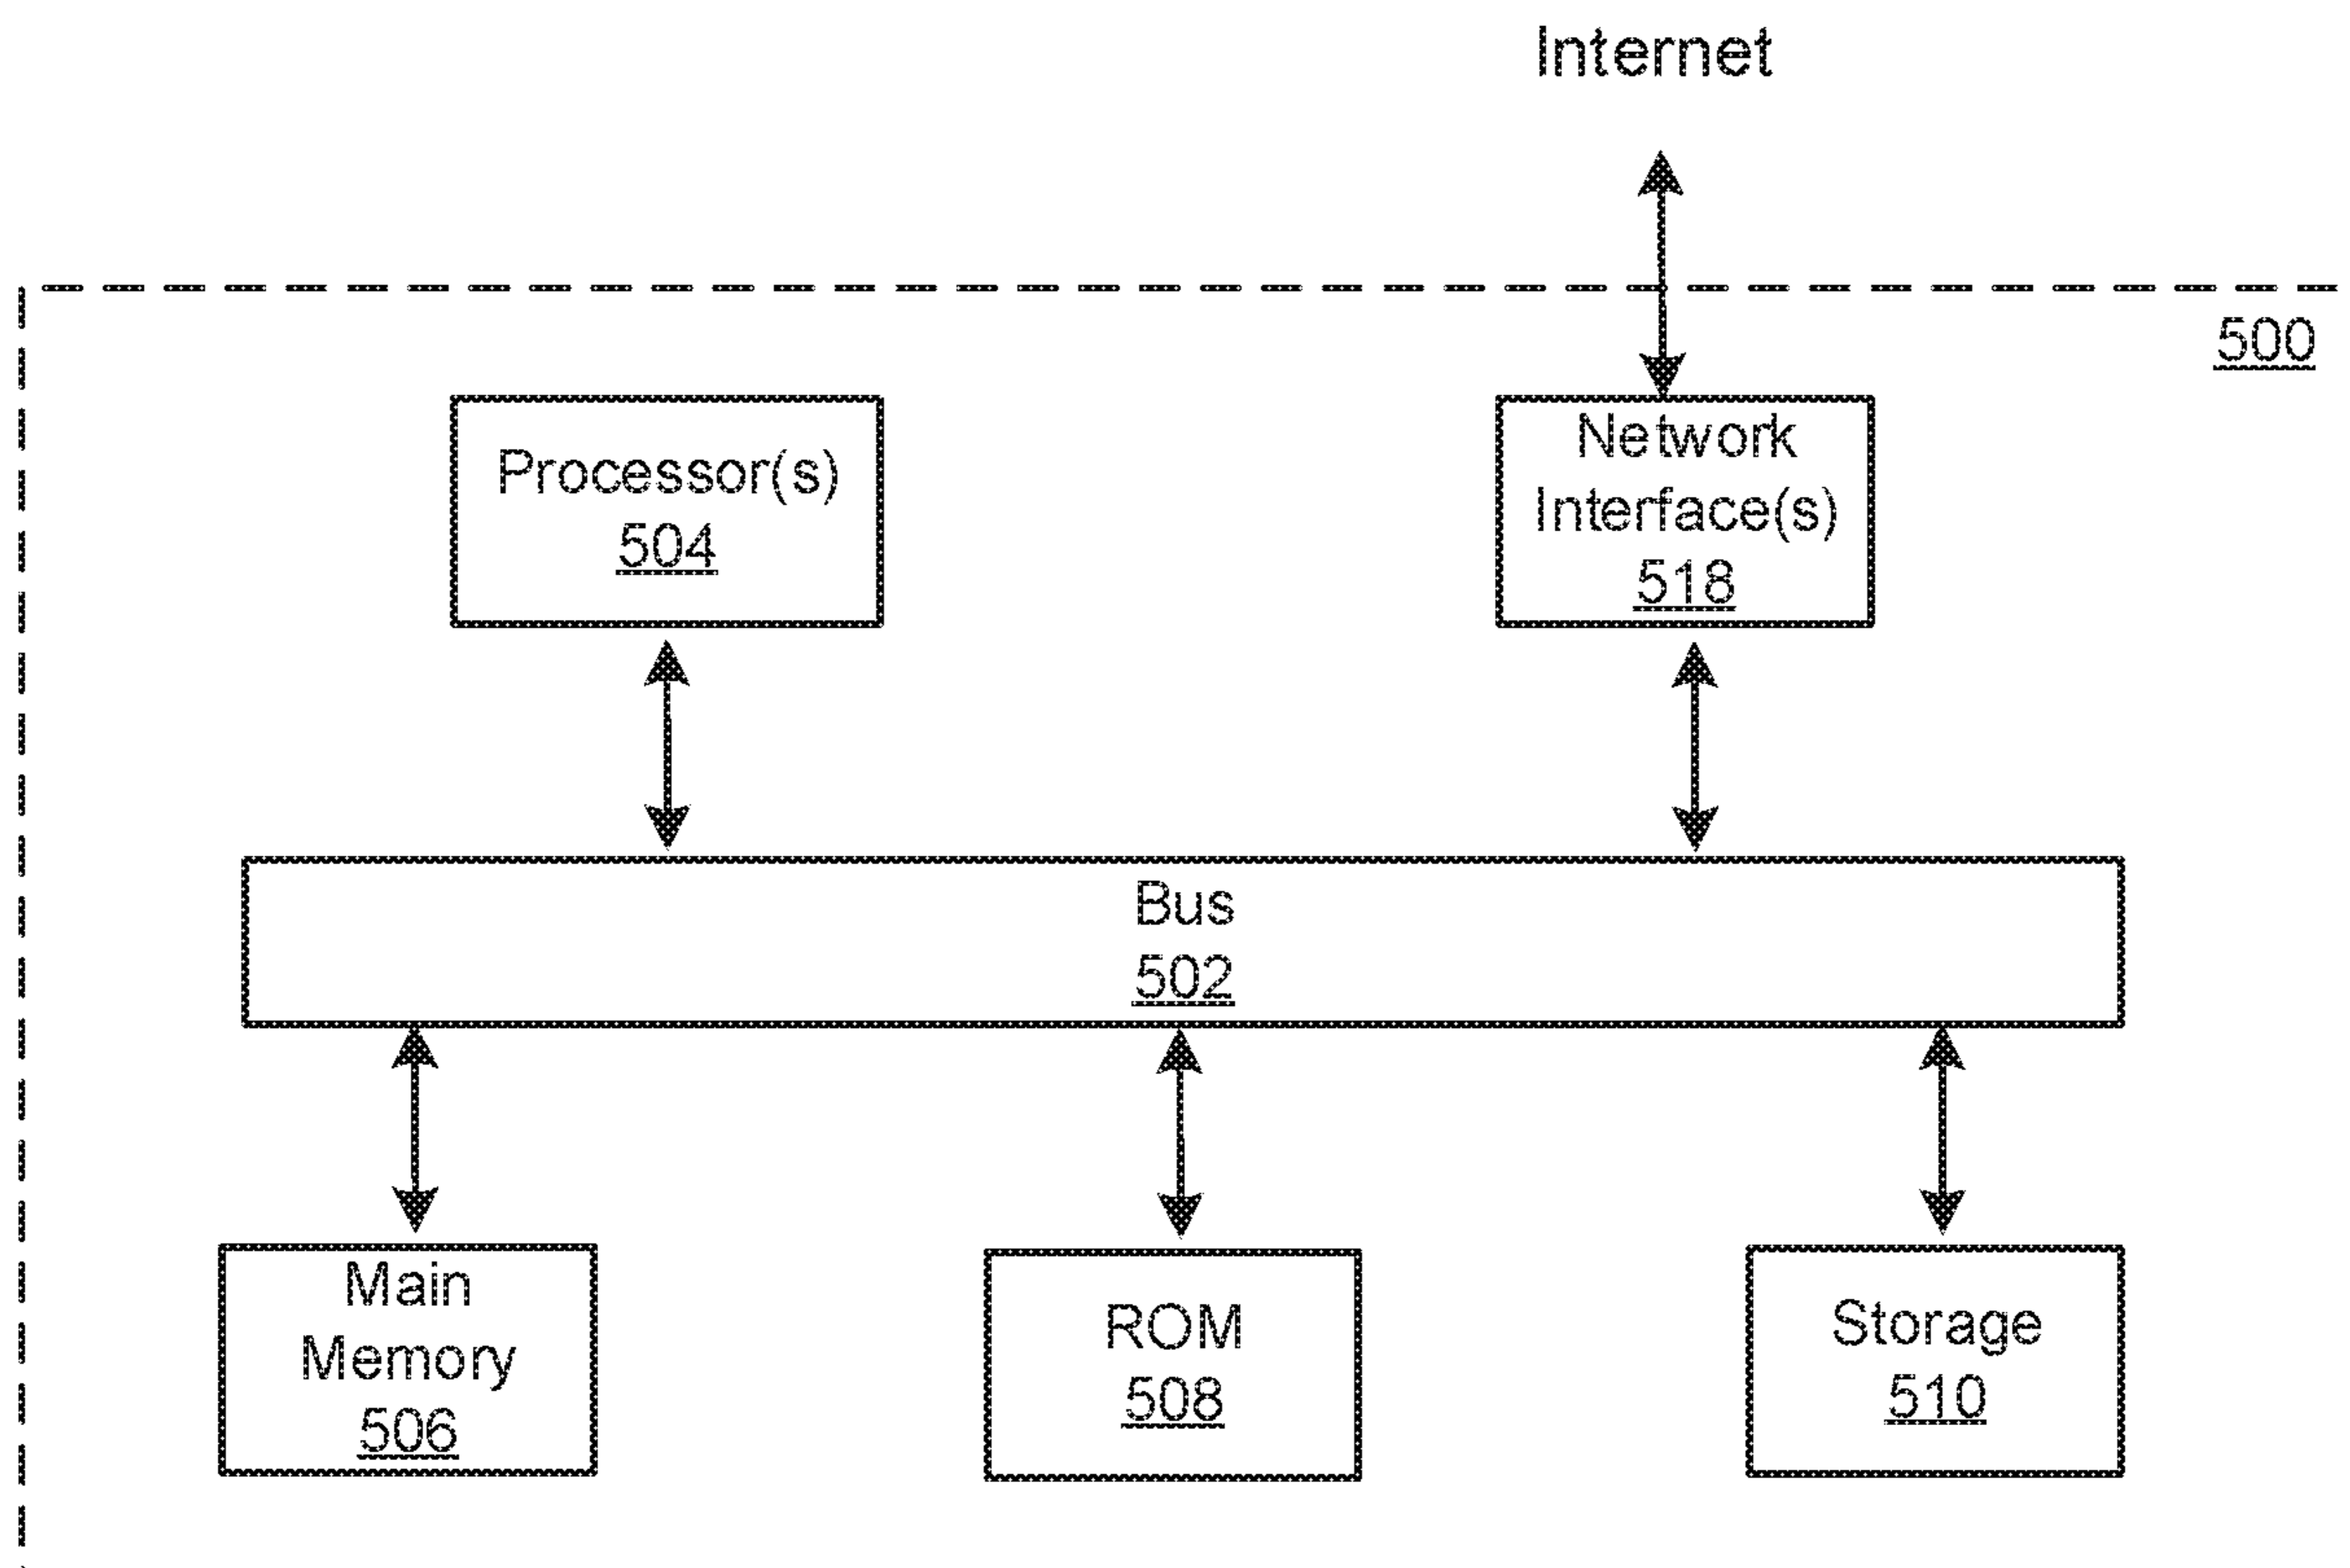 Internet
500
Processor(s)
504
Network
Interface(s)
518
Bus
502
Main
Memory
506
ROM
508
Storage
510